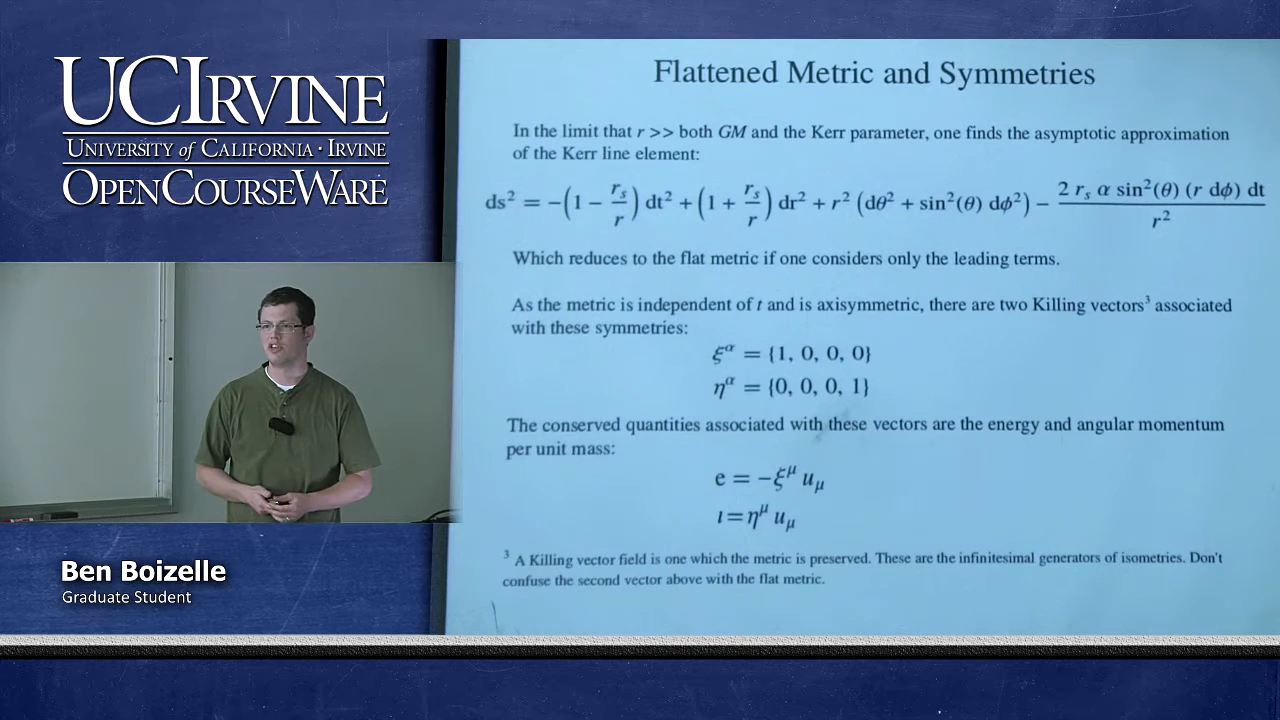 UCIRVINE
UNIVERSITY of CALIFORNIA · IRVINE
OPENCOURSEWARE
Ben Boizelle
Graduate Student
Flattened Metric and Symmetries
In the limit that r >> both GM and the Kerr parameter, one finds the asymptotic approximation
of the Kerr line element:
ds² = −(1 − r_s/r) dt² + (1 + r_s/r) dr² + r² (dθ² + sin²(θ) dϕ²) − 2 r_s α sin²(θ) (r dϕ) dt / r²
Which reduces to the flat metric if one considers only the leading terms.
As the metric is independent of t and is axisymmetric, there are two Killing vectors³ associated
with these symmetries:
ξ^α = {1, 0, 0, 0}
η^α = {0, 0, 0, 1}
The conserved quantities associated with these vectors are the energy and angular momentum
per unit mass:
e = −ξ^μ u_μ
ι = η^μ u_μ
³ A Killing vector field is one which the metric is preserved. These are the infinitesimal generators of isometries. Don't
confuse the second vector above with the flat metric.